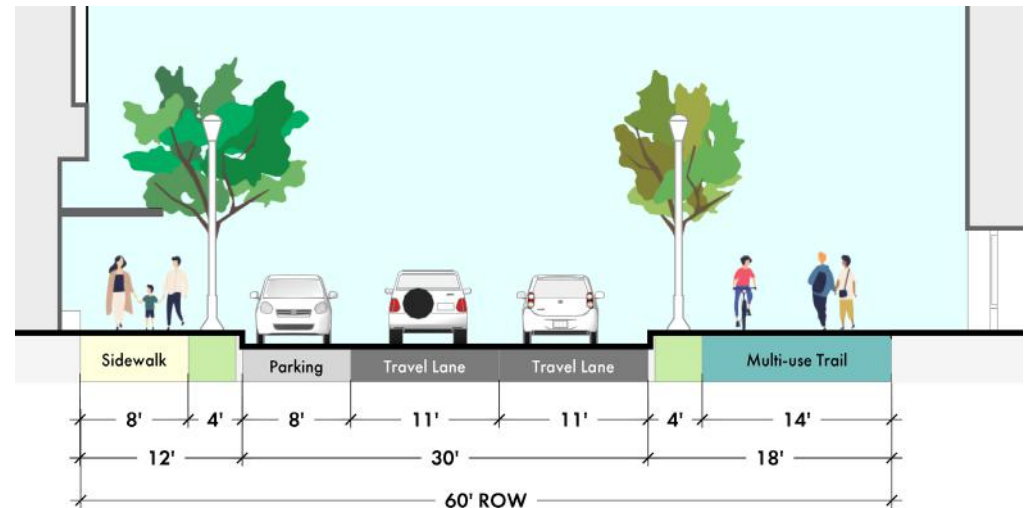 Sidewalk Parking Travel Lane Travel Lane Multi-use Trail
8' 4' 8' 11' 11' 4' 14'
12' 30' 18'
60' ROW